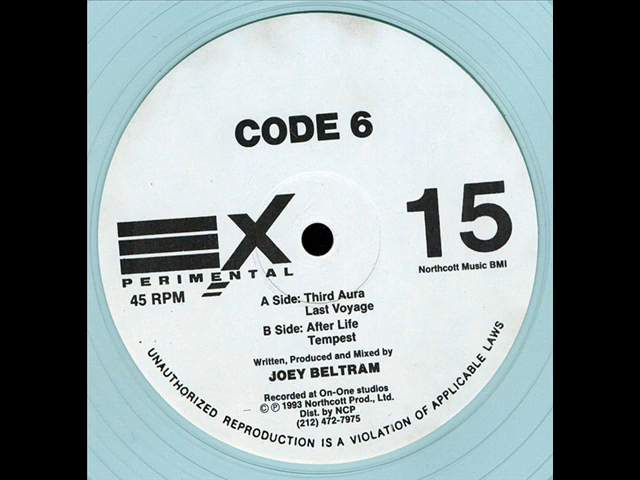 CODE 6
EX
PERIMENTAL
15
Northcott Music BMI
45 RPM
A Side: Third Aura
Last Voyage
B Side: After Life
Tempest
Written, Produced and Mixed by
JOEY BELTRAM
Recorded at On-One studios
© ℗ 1993 Northcott Prod., Ltd.
Dist. by NCP
(212) 472-7975
UNAUTHORIZED REPRODUCTION IS A VIOLATION OF APPLICABLE LAWS